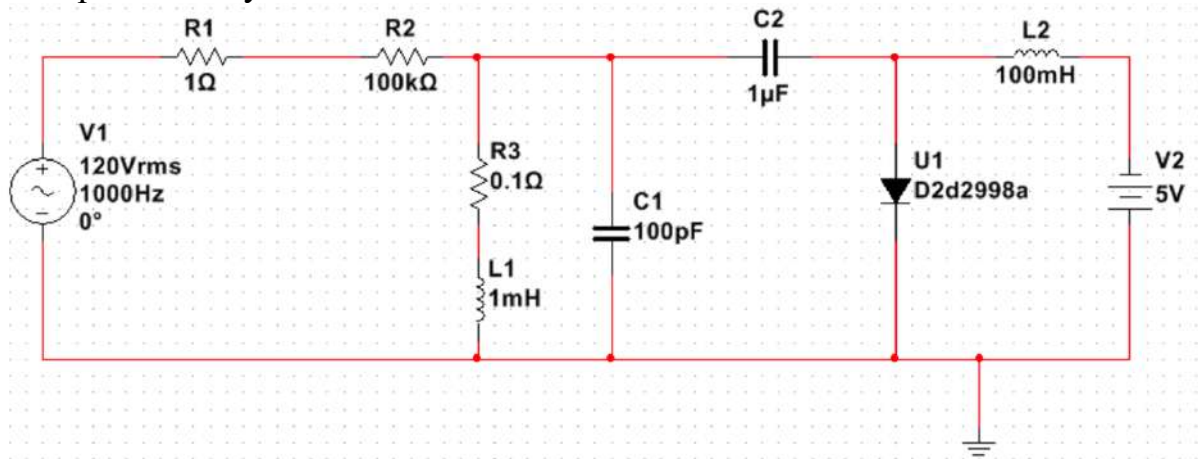 R1
1Ω
R2
100kΩ
C2
1µF
L2
100mH
V1
120Vrms
1000Hz
0°
R3
0.1Ω
L1
1mH
C1
100pF
U1
D2d2998a
V2
5V